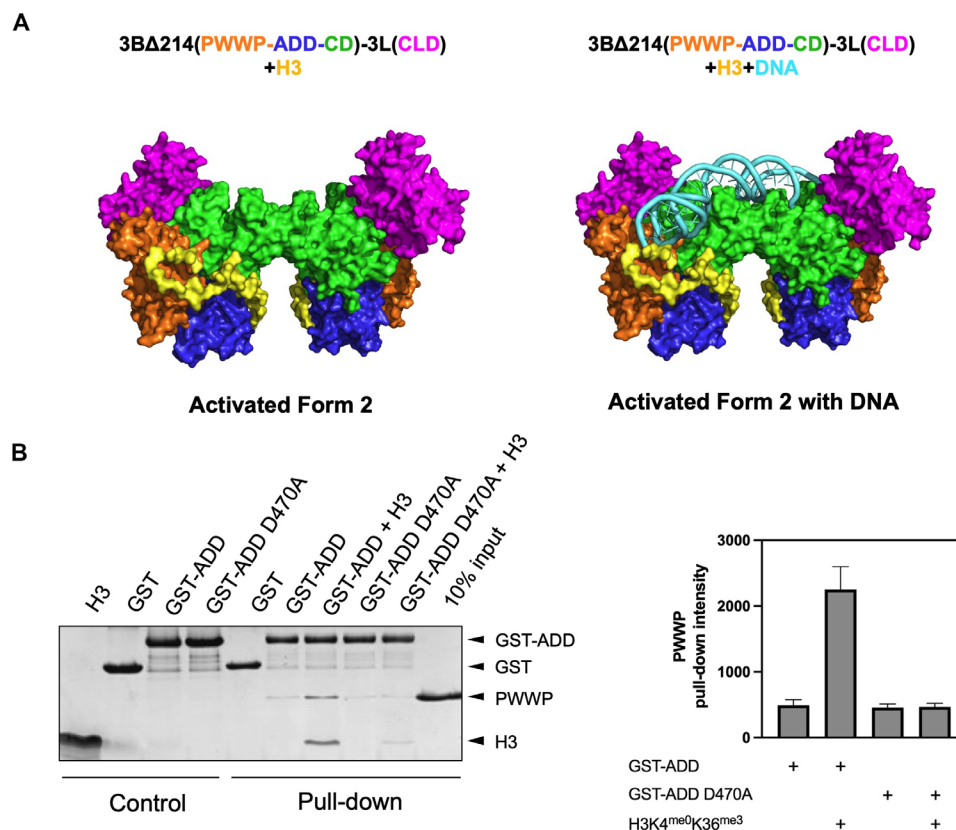 A
3BΔ214(PWWP-ADD-CD)-3L(CLD)
+H3
3BΔ214(PWWP-ADD-CD)-3L(CLD)
+H3+DNA
Activated Form 2
Activated Form 2 with DNA
B
H3
GST
GST-ADD
GST-ADD D470A
GST
GST-ADD
GST-ADD + H3
GST-ADD D470A
GST-ADD D470A + H3
10% input
GST-ADD
GST
PWWP
H3
Control
Pull-down
PWWP
pull-down intensity
3000
2000
1000
0
GST-ADD + +
GST-ADD D470A + +
H3K4me0K36me3 + +